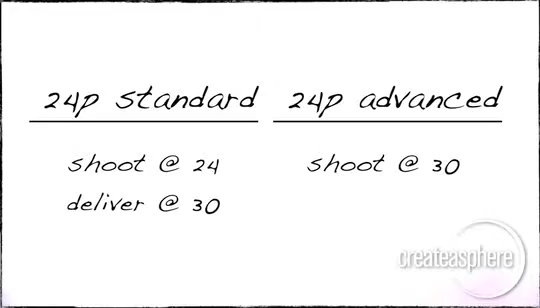 24p standard
shoot @ 24
deliver @ 30
24p advanced
shoot @ 30
createasphere